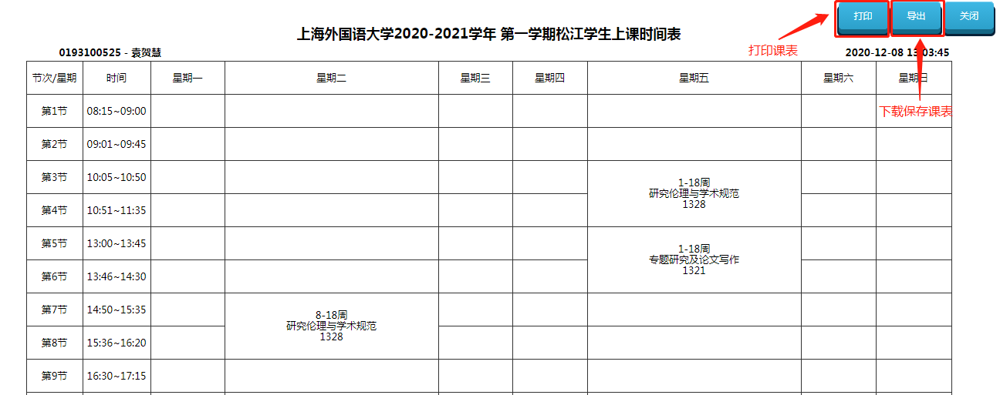 打印 导出 关闭
上海外国语大学2020-2021学年 第一学期松江学生上课时间表
打印课表
0193100525 - 袁贺慧 2020-12-08 13:03:45
节次/星期 时间 星期一 星期二 星期三 星期四 星期五 星期六 星期日
第1节 08:15~09:00
下载保存课表
第2节 09:01~09:45
第3节 10:05~10:50
1-18周
研究伦理与学术规范
1328
第4节 10:51~11:35
第5节 13:00~13:45
1-18周
专题研究及论文写作
1321
第6节 13:46~14:30
第7节 14:50~15:35
8-18周
研究伦理与学术规范
1328
第8节 15:36~16:20
第9节 16:30~17:15